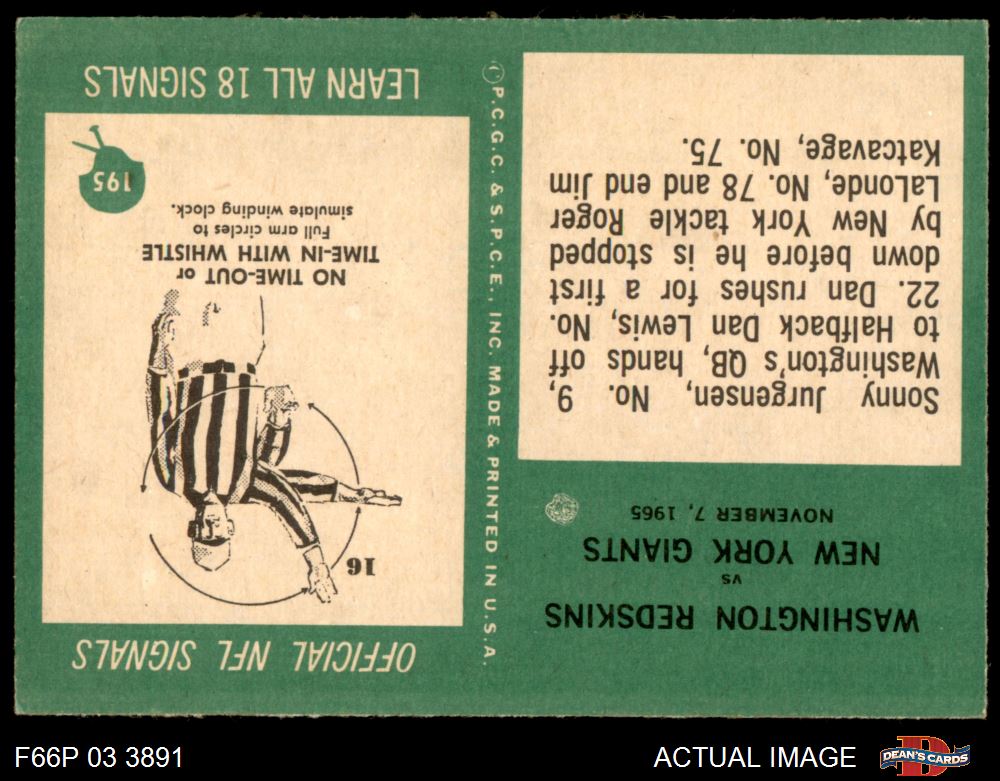 WASHINGTON REDSKINS
vs
NEW YORK GIANTS
NOVEMBER 7, 1965
Sonny Jurgensen, No. 9,
Washington's QB, hands off
to Halfback Dan Lewis, No.
22. Dan rushes for a first
down before he is stopped
by New York tackle Roger
LaLonde, No. 78 and end Jim
Katcavage, No. 75.
©P.C.G.C. & S.P.C.E., INC. MADE & PRINTED IN U.S.A.
OFFICIAL NFL SIGNALS
16
NO TIME-OUT or
TIME-IN WITH WHISTLE
Full arm circles to
simulate winding clock.
195
LEARN ALL 18 SIGNALS
F66P 03 3891
ACTUAL IMAGE
DEAN'S CARDS